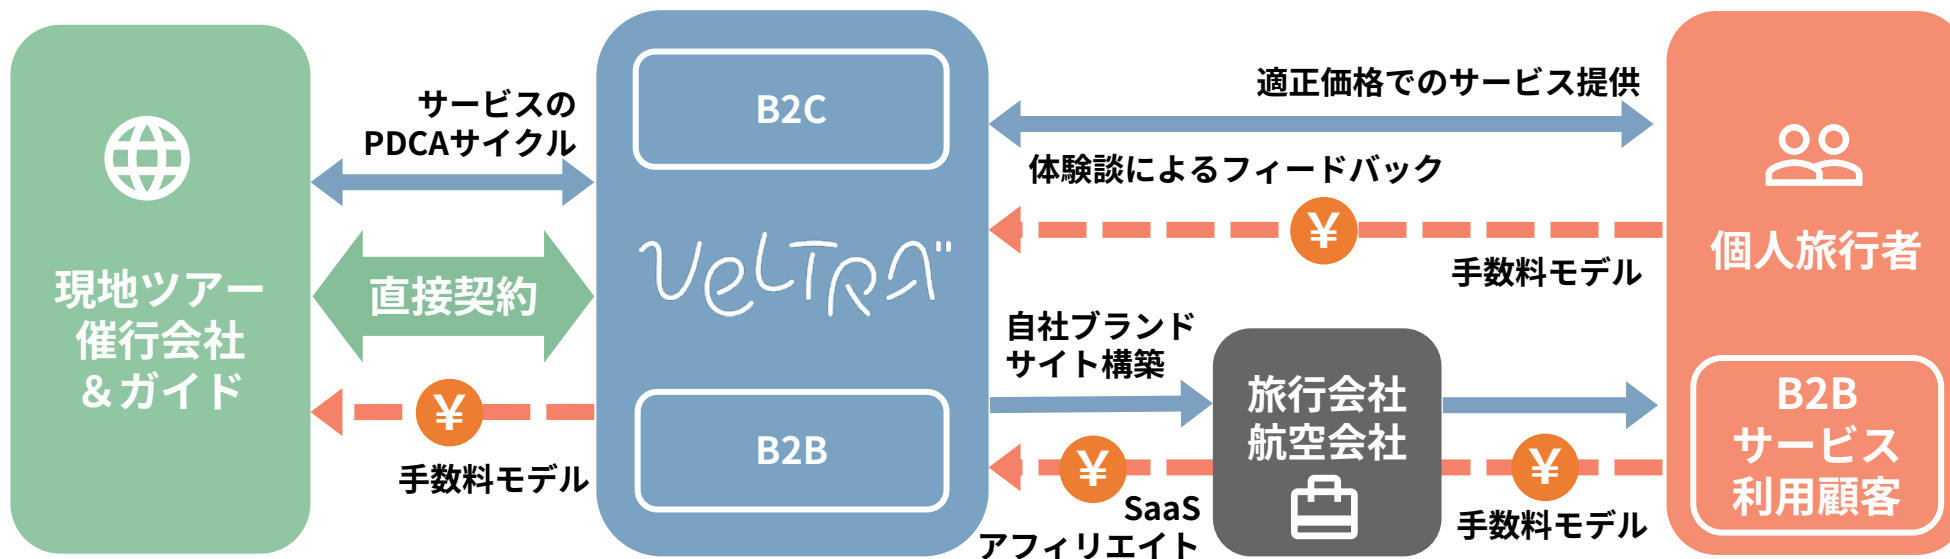 現地ツアー
催行会社
＆ガイド
サービスの
PDCAサイクル
直接契約
¥
手数料モデル
B2C
VELTRA
B2B
適正価格でのサービス提供
体験談によるフィードバック
¥
手数料モデル
自社ブランド
サイト構築
¥
SaaS
アフィリエイト
旅行会社
航空会社
¥
手数料モデル
個人旅行者
B2B
サービス
利用顧客